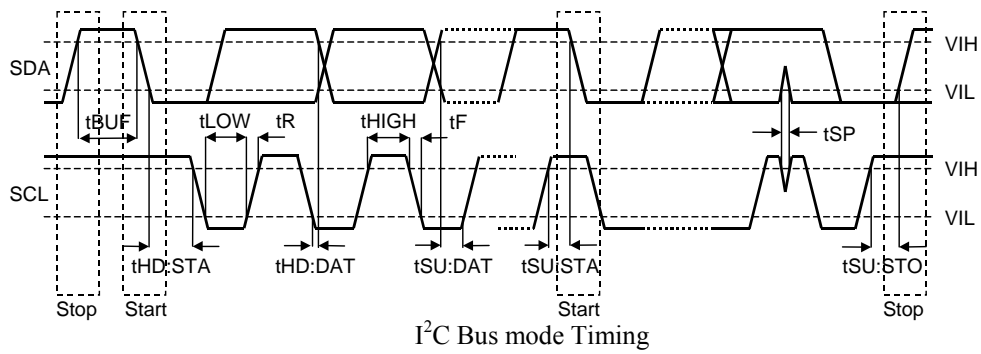 VIH
SDA
VIL
tBUF tLOW tR tHIGH tF tSP
VIH
SCL
VIL
tHD:STA tHD:DAT tSU:DAT tSU:STA tSU:STO
Stop Start Start Stop
I²C Bus mode Timing